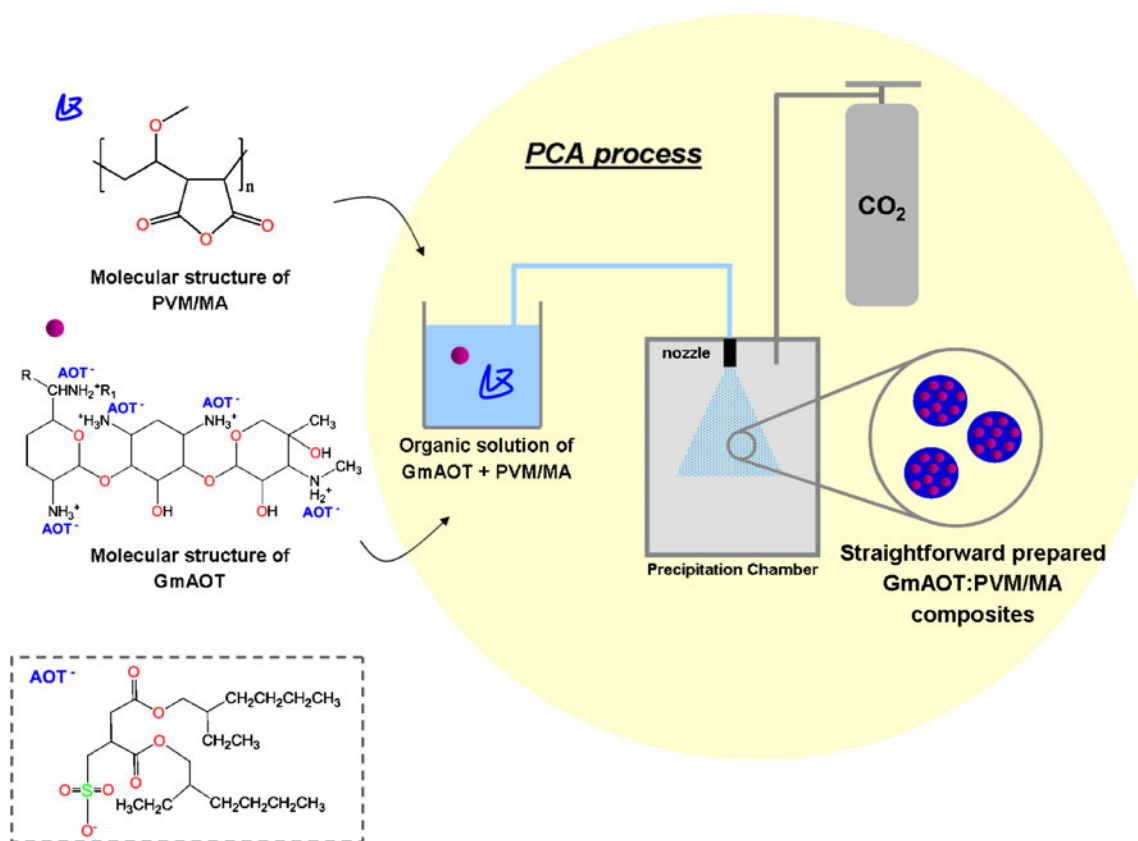 PCA process
CO₂
O
[ ]n
O
O
O
Molecular structure of
PVM/MA
nozzle
R
AOT⁻
CHNH₂⁺R₁
AOT⁻
⁺H₃N
AOT⁻
NH₃⁺
CH₃
OH
O
O
O
O
O
CH₃
N
H₂⁺
NH₃⁺
AOT⁻
OH
OH
AOT⁻
Organic solution of
GmAOT + PVM/MA
Precipitation Chamber
Straightforward prepared
GmAOT:PVM/MA
composites
Molecular structure of
GmAOT
AOT⁻
O
O
CH₂CH₂CH₂CH₃
CH₂CH₃
O
O
O
S
O
O⁻
H₃CH₂C
CH₂CH₂CH₂CH₃